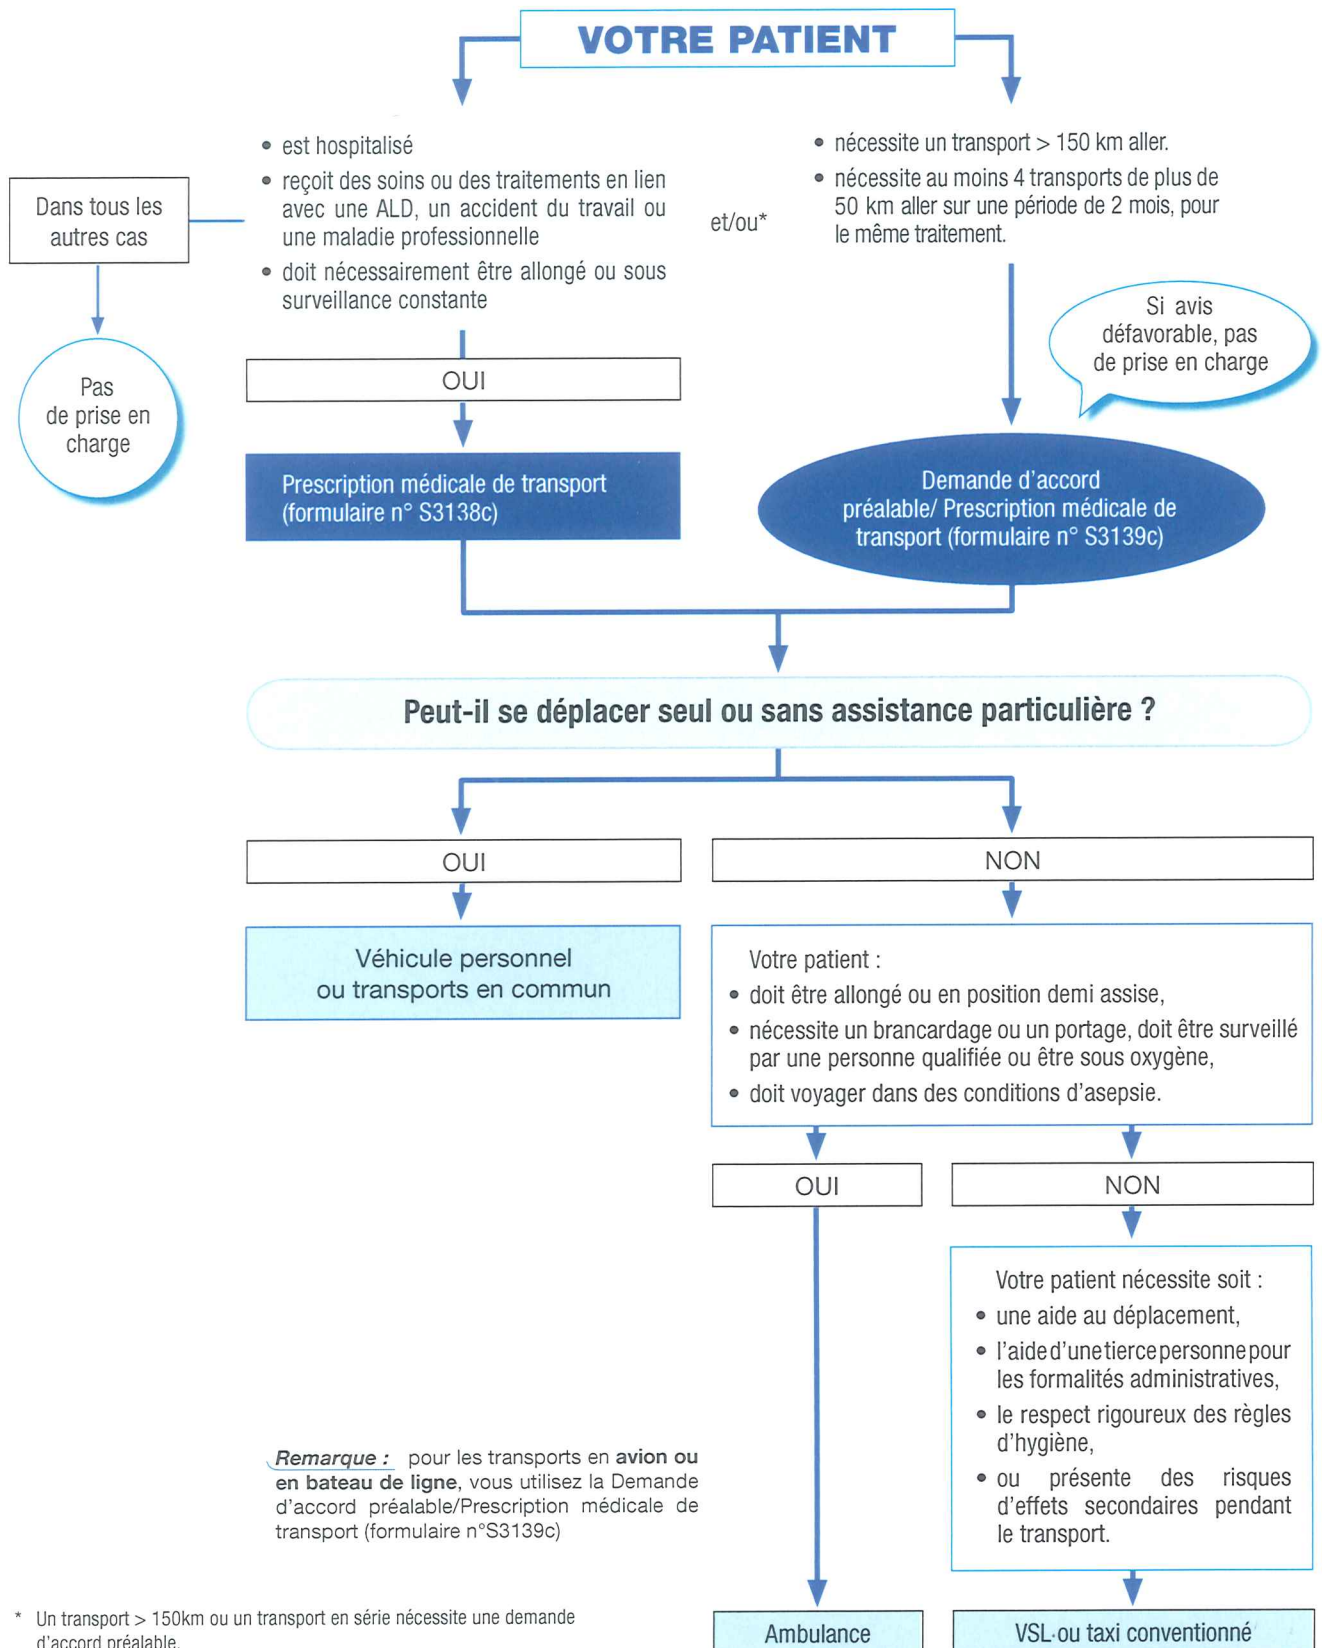 VOTRE PATIENT
• est hospitalisé
• reçoit des soins ou des traitements en lien
avec une ALD, un accident du travail ou
une maladie professionnelle
• doit nécessairement être allongé ou sous
surveillance constante
et/ou*
• nécessite un transport > 150 km aller.
• nécessite au moins 4 transports de plus de
50 km aller sur une période de 2 mois, pour
le même traitement.
Dans tous les
autres cas
Pas
de prise en
charge
Si avis
défavorable, pas
de prise en charge
OUI
Prescription médicale de transport
(formulaire n° S3138c)
Demande d'accord
préalable/ Prescription médicale de
transport (formulaire n° S3139c)
Peut-il se déplacer seul ou sans assistance particulière ?
OUI
NON
Véhicule personnel
ou transports en commun
Votre patient :
• doit être allongé ou en position demi assise,
• nécessite un brancardage ou un portage, doit être surveillé
par une personne qualifiée ou être sous oxygène,
• doit voyager dans des conditions d'asepsie.
OUI
NON
Votre patient nécessite soit :
• une aide au déplacement,
• l'aide d'une tierce personne pour
les formalités administratives,
• le respect rigoureux des règles
d'hygiène,
• ou présente des risques
d'effets secondaires pendant
le transport.
Remarque : pour les transports en avion ou
en bateau de ligne, vous utilisez la Demande
d'accord préalable/Prescription médicale de
transport (formulaire n°S3139c)
* Un transport > 150km ou un transport en série nécessite une demande
d'accord préalable.
Ambulance
VSL ou taxi conventionné